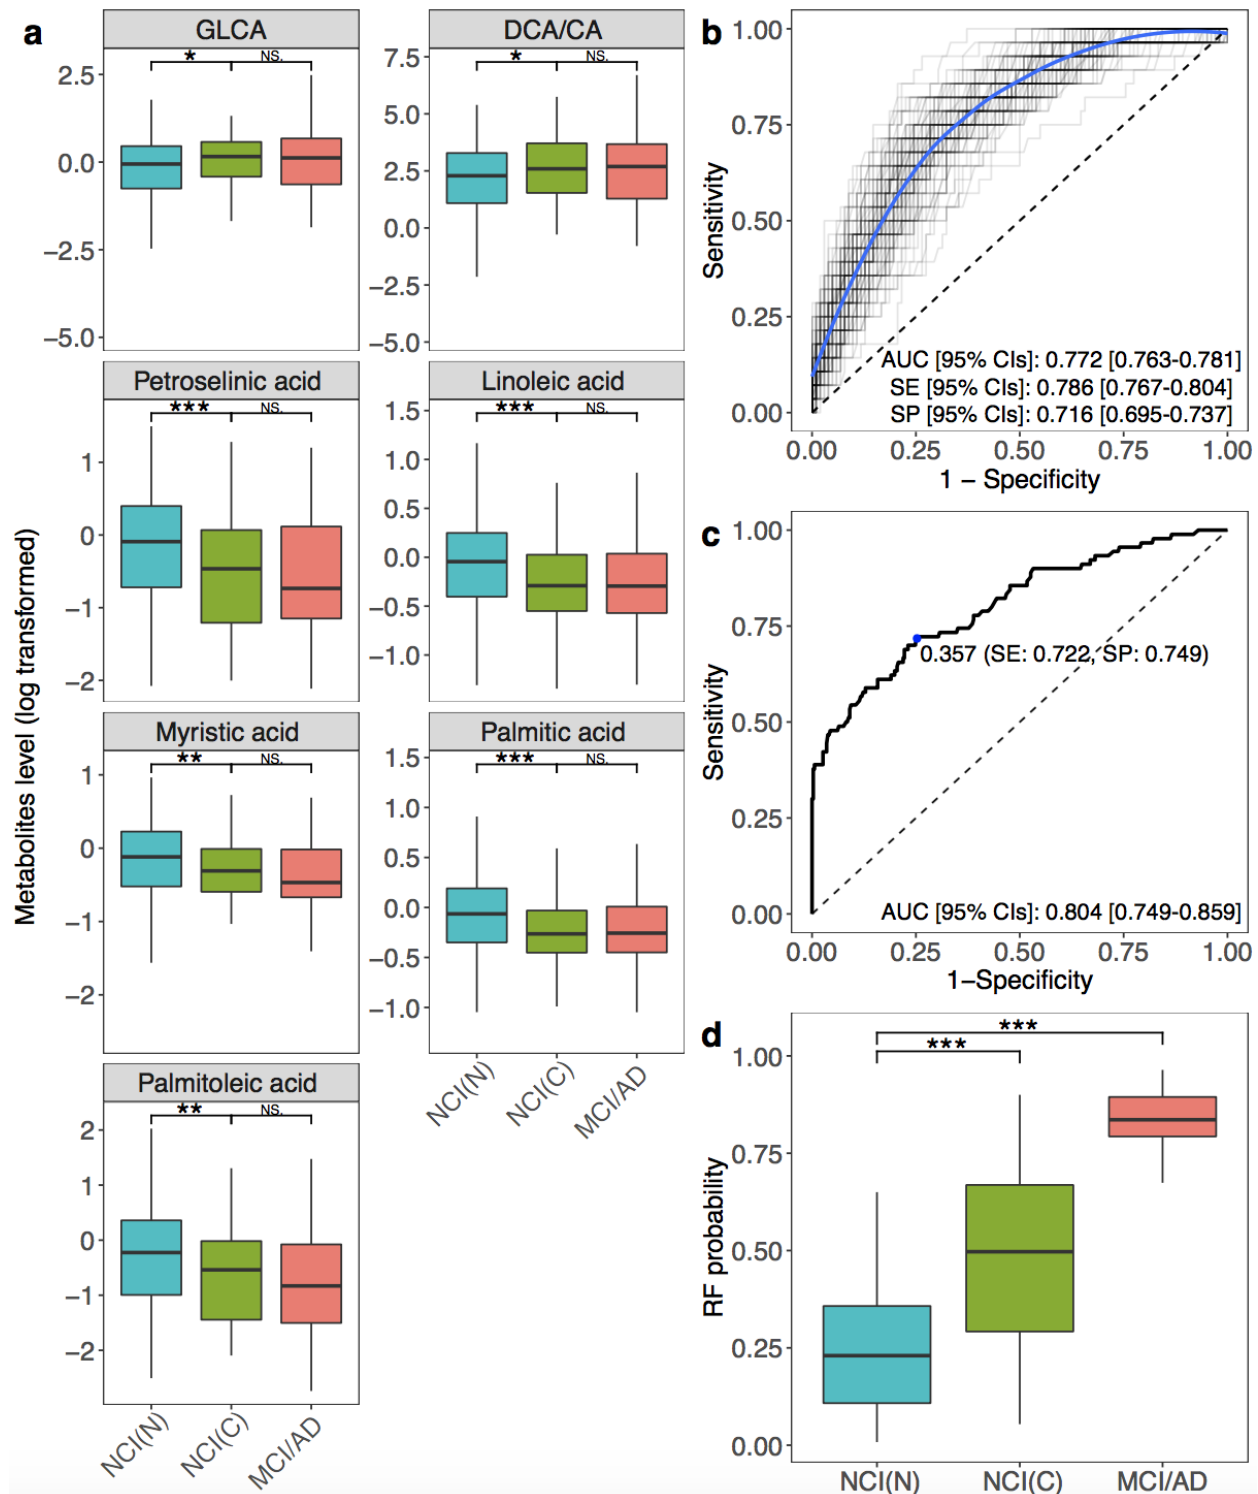 a
GLCA
* NS.
2.5
0.0
−2.5
−5.0
DCA/CA
* NS.
7.5
5.0
2.5
0.0
−2.5
−5.0
Petroselinic acid
*** NS.
1
0
−1
−2
Linoleic acid
*** NS.
1.5
1.0
0.5
0.0
−0.5
−1.0
Myristic acid
** NS.
1
0
−1
−2
Palmitic acid
*** NS.
1.5
1.0
0.5
0.0
−0.5
−1.0
NCI(N) NCI(C) MCI/AD
Palmitoleic acid
** NS.
2
1
0
−1
−2
NCI(N) NCI(C) MCI/AD
Metabolites level (log transformed)
b
1.00
0.75
0.50
0.25
0.00
Sensitivity
AUC [95% CIs]: 0.772 [0.763-0.781]
SE [95% CIs]: 0.786 [0.767-0.804]
SP [95% CIs]: 0.716 [0.695-0.737]
0.00 0.25 0.50 0.75 1.00
1 − Specificity
c
1.00
0.75
0.50
0.25
0.00
Sensitivity
0.357 (SE: 0.722, SP: 0.749)
AUC [95% CIs]: 0.804 [0.749-0.859]
0.00 0.25 0.50 0.75 1.00
1−Specificity
d
***
***
1.00
0.75
0.50
0.25
0.00
RF probability
NCI(N) NCI(C) MCI/AD